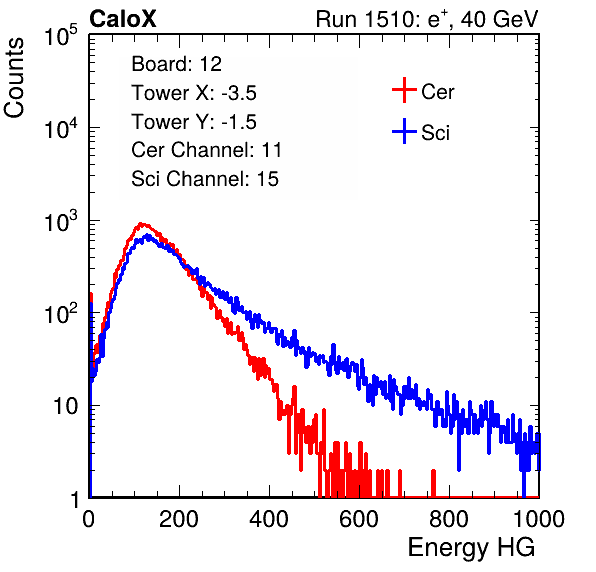 CaloX Run 1510: e⁺, 40 GeV
Counts
10⁵
10⁴
10³
10²
10
1
Board: 12
Tower X: -3.5
Tower Y: -1.5
Cer Channel: 11
Sci Channel: 15
Cer
Sci
0 200 400 600 800 1000
Energy HG